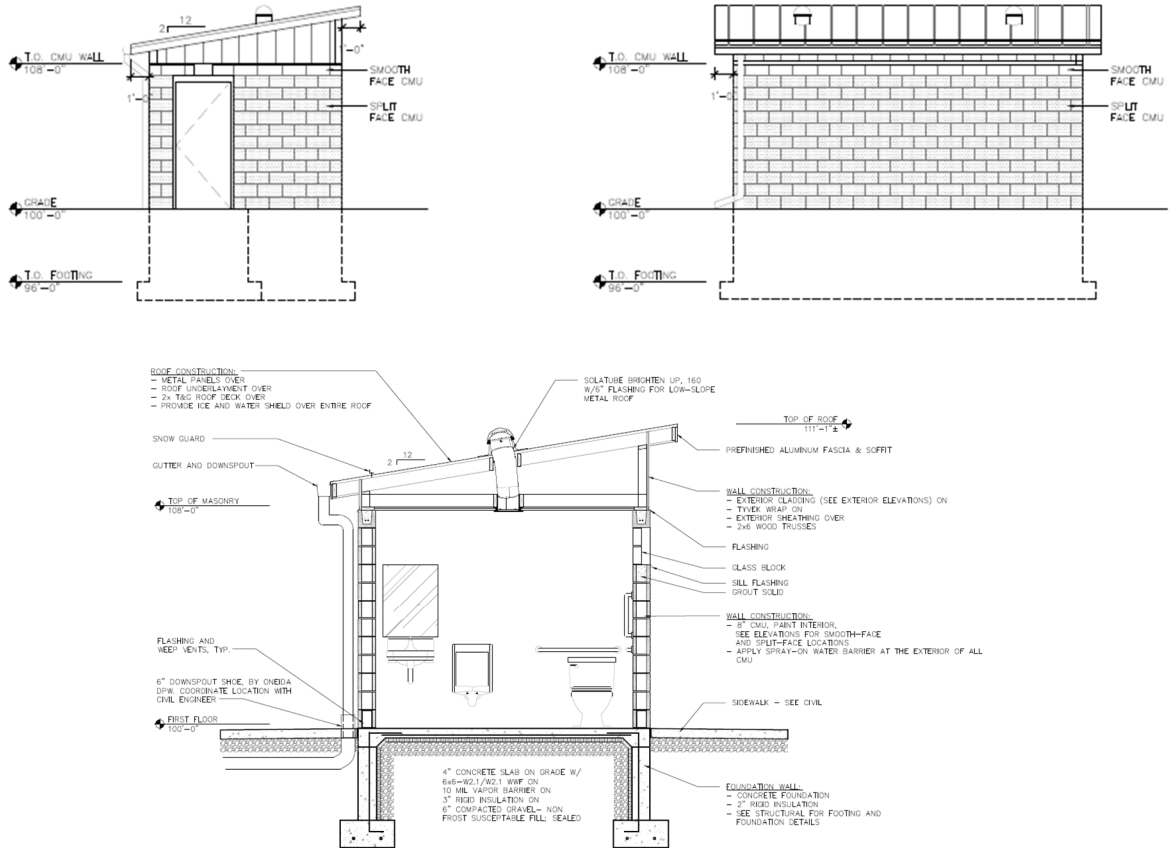 12
2
1'-0"
T.O. CMU WALL
108'-0"
SMOOTH
FACE CMU
1'-0"
SPLIT
FACE CMU
GRADE
100'-0"
T.O. FOOTING
96'-0"
T.O. CMU WALL
108'-0"
SMOOTH
FACE CMU
1'-0"
SPLIT
FACE CMU
GRADE
100'-0"
T.O. FOOTING
96'-0"
ROOF CONSTRUCTION:
- METAL PANELS OVER
- ROOF UNDERLAYMENT OVER
- 2x T&G ROOF DECK OVER
- PROVIDE ICE AND WATER SHIELD OVER ENTIRE ROOF
SOLATUBE BRIGHTEN UP, 160
W/6" FLASHING FOR LOW-SLOPE
METAL ROOF
TOP OF ROOF
111'-1"±
SNOW GUARD
12
2
PREFINISHED ALUMINUM FASCIA & SOFFIT
GUTTER AND DOWNSPOUT
TOP OF MASONRY
108'-0"
WALL CONSTRUCTION:
- EXTERIOR CLADDING (SEE EXTERIOR ELEVATIONS) ON
- TYVEK WRAP ON
- EXTERIOR SHEATHING OVER
- 2x6 WOOD TRUSSES
FLASHING
GLASS BLOCK
SILL FLASHING
GROUT SOLID
WALL CONSTRUCTION:
- 8" CMU, PAINT INTERIOR,
SEE ELEVATIONS FOR SMOOTH-FACE
AND SPLIT-FACE LOCATIONS
- APPLY SPRAY-ON WATER BARRIER AT THE EXTERIOR OF ALL
CMU
FLASHING AND
WEEP VENTS, TYP.
6" DOWNSPOUT SHOE, BY ONEIDA
DPW. COORDINATE LOCATION WITH
CIVIL ENGINEER
SIDEWALK - SEE CIVIL
FIRST FLOOR
100'-0"
4" CONCRETE SLAB ON GRADE W/
6x6-W2.1/W2.1 WWF ON
10 MIL VAPOR BARRIER ON
3" RIGID INSULATION ON
6" COMPACTED GRAVEL- NON
FROST SUSCEPTABLE FILL; SEALED
FOUNDATION WALL:
- CONCRETE FOUNDATION
- 2" RIGID INSULATION
- SEE STRUCTURAL FOR FOOTING AND
FOUNDATION DETAILS